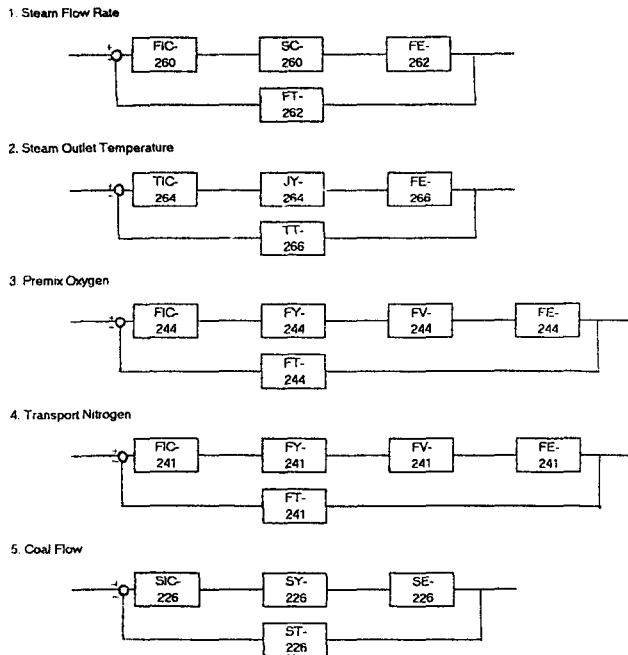 1. Steam Flow Rate
FIC-
260
SC-
260
FE-
262
FT-
262
2. Steam Outlet Temperature
TIC-
264
JY-
264
FE-
266
TT-
266
3. Premix Oxygen
FIC-
244
FY-
244
FV-
244
FE-
244
FT-
244
4. Transport Nitrogen
FIC-
241
FY-
241
FV-
241
FE-
241
FT-
241
5. Coal Flow
SIC-
226
SY-
226
SE-
226
ST-
226